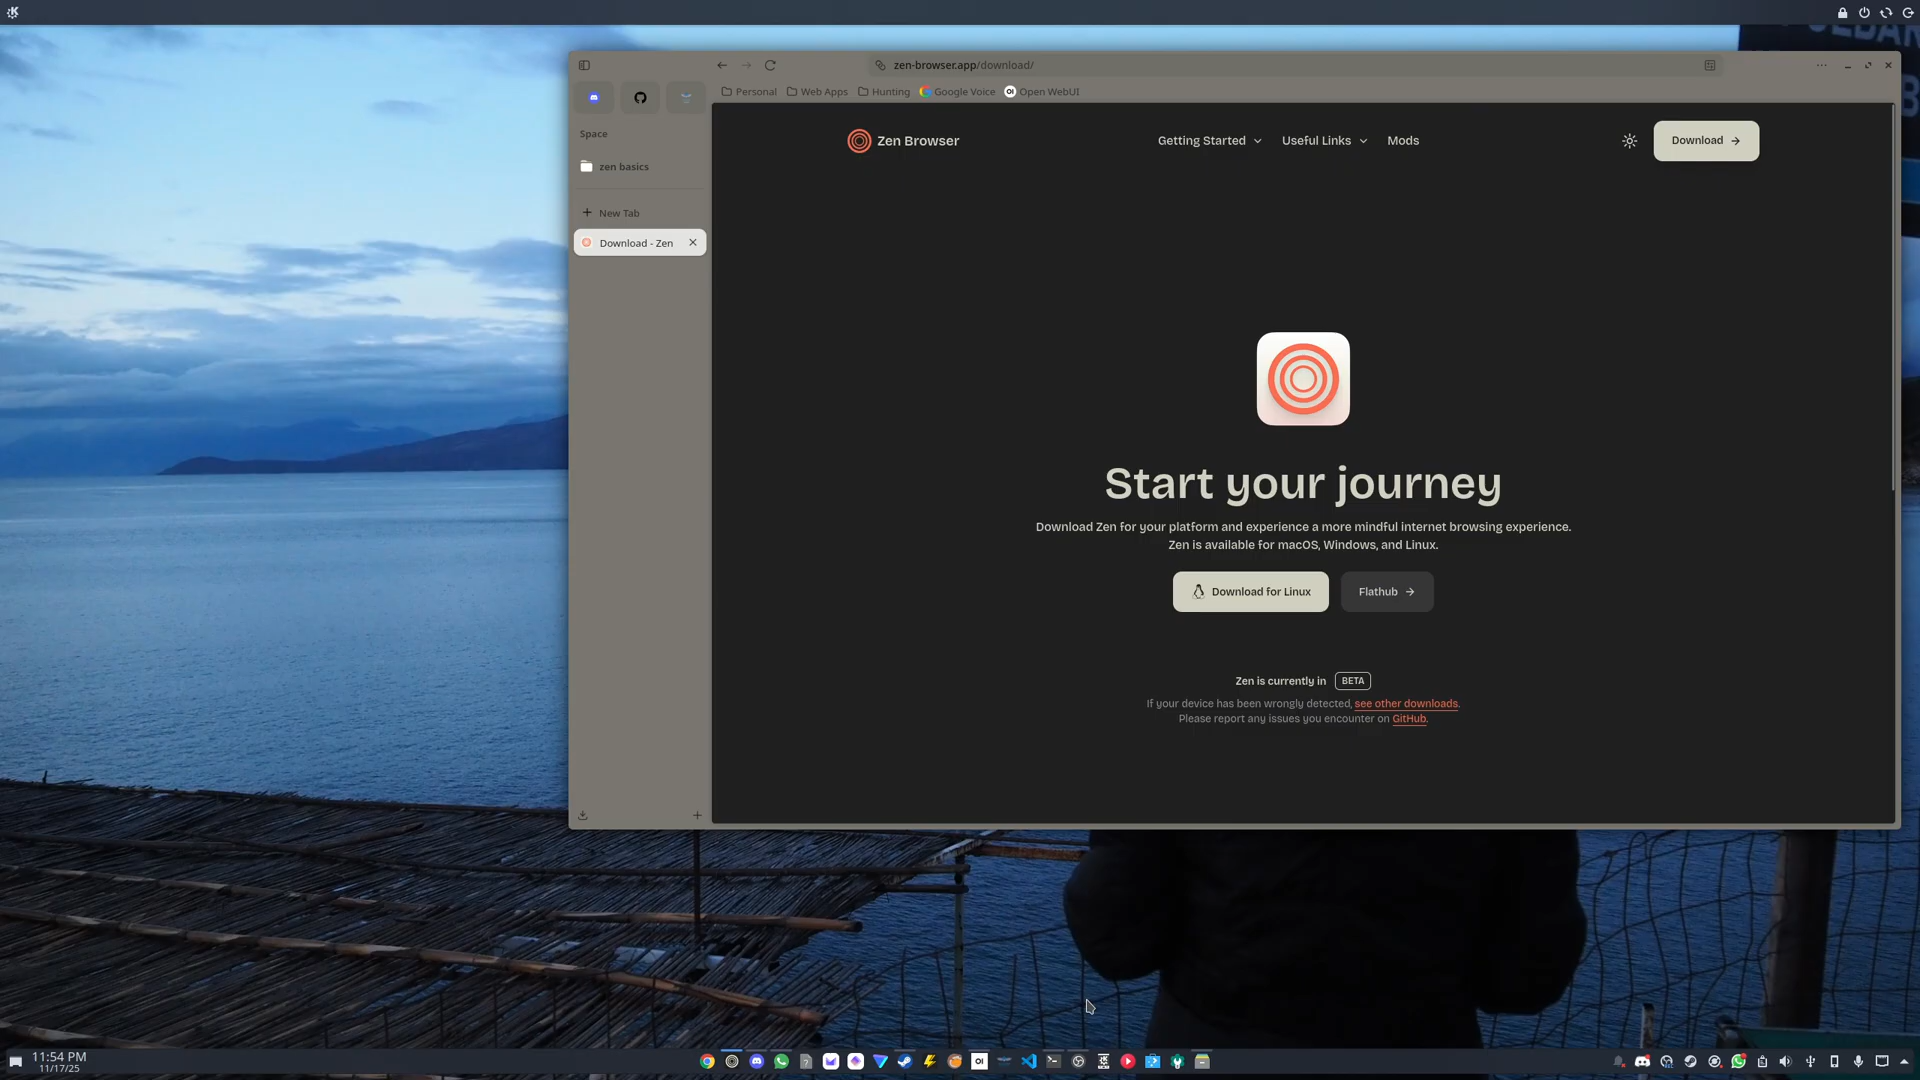 zen-browser.app/download/
Personal
Web Apps
Hunting
Google Voice
OI Open WebUI
Space
zen basics
New Tab
Download - Zen
Zen Browser
Getting Started
Useful Links
Mods
Download
Start your journey
Download Zen for your platform and experience a more mindful internet browsing experience.
Zen is available for macOS, Windows, and Linux.
Download for Linux
Flathub
Zen is currently in BETA
If your device has been wrongly detected, see other downloads.
Please report any issues you encounter on GitHub.
11:54 PM
11/17/25
OI